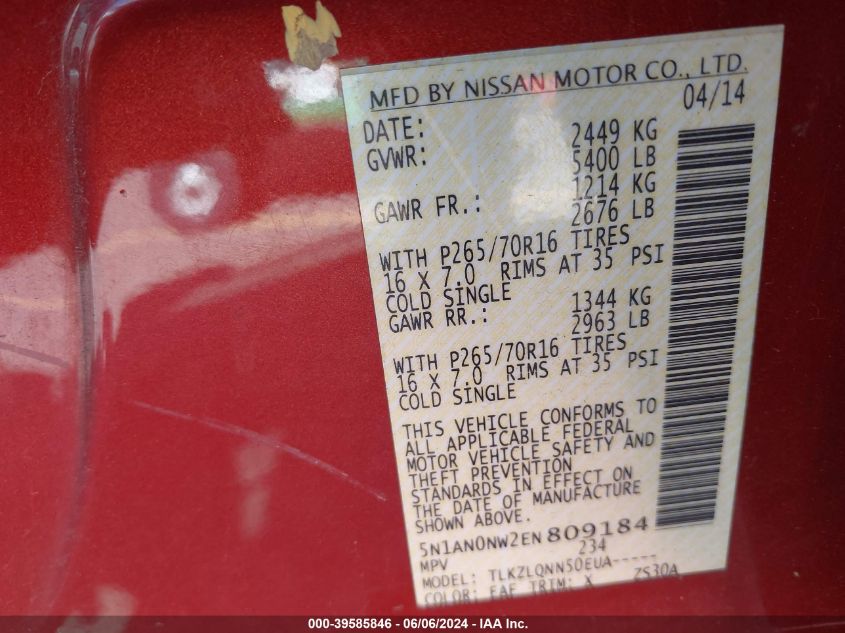 MFD BY NISSAN MOTOR CO., LTD.
DATE: 04/14
GVWR: 2449 KG
5400 LB
GAWR FR.: 1214 KG
2676 LB
WITH P265/70R16 TIRES
16 X 7.0 RIMS AT 35 PSI
COLD SINGLE
GAWR RR.: 1344 KG
2963 LB
WITH P265/70R16 TIRES
16 X 7.0 RIMS AT 35 PSI
COLD SINGLE
THIS VEHICLE CONFORMS TO
ALL APPLICABLE FEDERAL
MOTOR VEHICLE SAFETY AND
THEFT PREVENTION
STANDARDS IN EFFECT ON
THE DATE OF MANUFACTURE
SHOWN ABOVE.
5N1AN0NW2EN809184
MPV 234
MODEL: TLKZLQNN50EUA-----
COLOR: EAF TRIM: X ZS30A
000-39585846 - 06/06/2024 - IAA Inc.